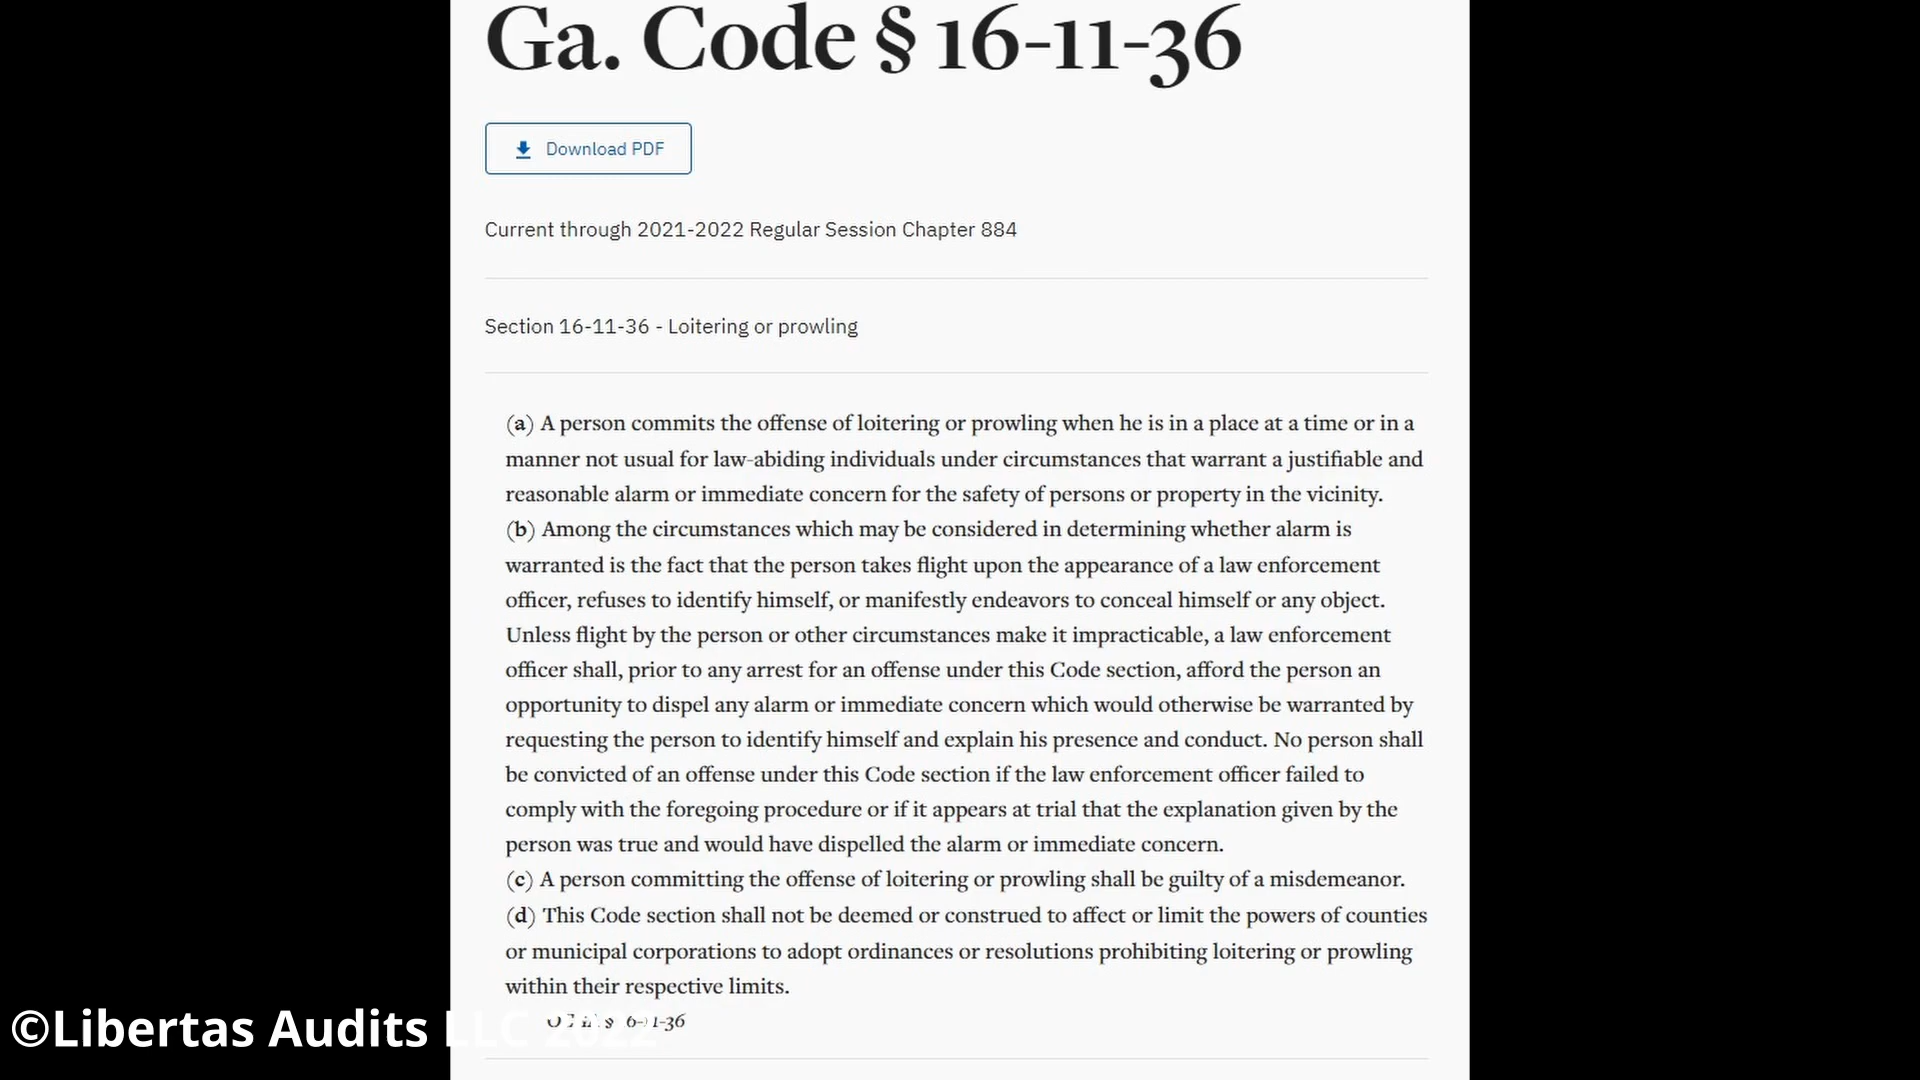 Ga. Code § 16-11-36
Download PDF
Current through 2021-2022 Regular Session Chapter 884
Section 16-11-36 - Loitering or prowling
(a) A person commits the offense of loitering or prowling when he is in a place at a time or in a
manner not usual for law-abiding individuals under circumstances that warrant a justifiable and
reasonable alarm or immediate concern for the safety of persons or property in the vicinity.
(b) Among the circumstances which may be considered in determining whether alarm is
warranted is the fact that the person takes flight upon the appearance of a law enforcement
officer, refuses to identify himself, or manifestly endeavors to conceal himself or any object.
Unless flight by the person or other circumstances make it impracticable, a law enforcement
officer shall, prior to any arrest for an offense under this Code section, afford the person an
opportunity to dispel any alarm or immediate concern which would otherwise be warranted by
requesting the person to identify himself and explain his presence and conduct. No person shall
be convicted of an offense under this Code section if the law enforcement officer failed to
comply with the foregoing procedure or if it appears at trial that the explanation given by the
person was true and would have dispelled the alarm or immediate concern.
(c) A person committing the offense of loitering or prowling shall be guilty of a misdemeanor.
(d) This Code section shall not be deemed or construed to affect or limit the powers of counties
or municipal corporations to adopt ordinances or resolutions prohibiting loitering or prowling
within their respective limits.
©Libertas Audits LLC 2022